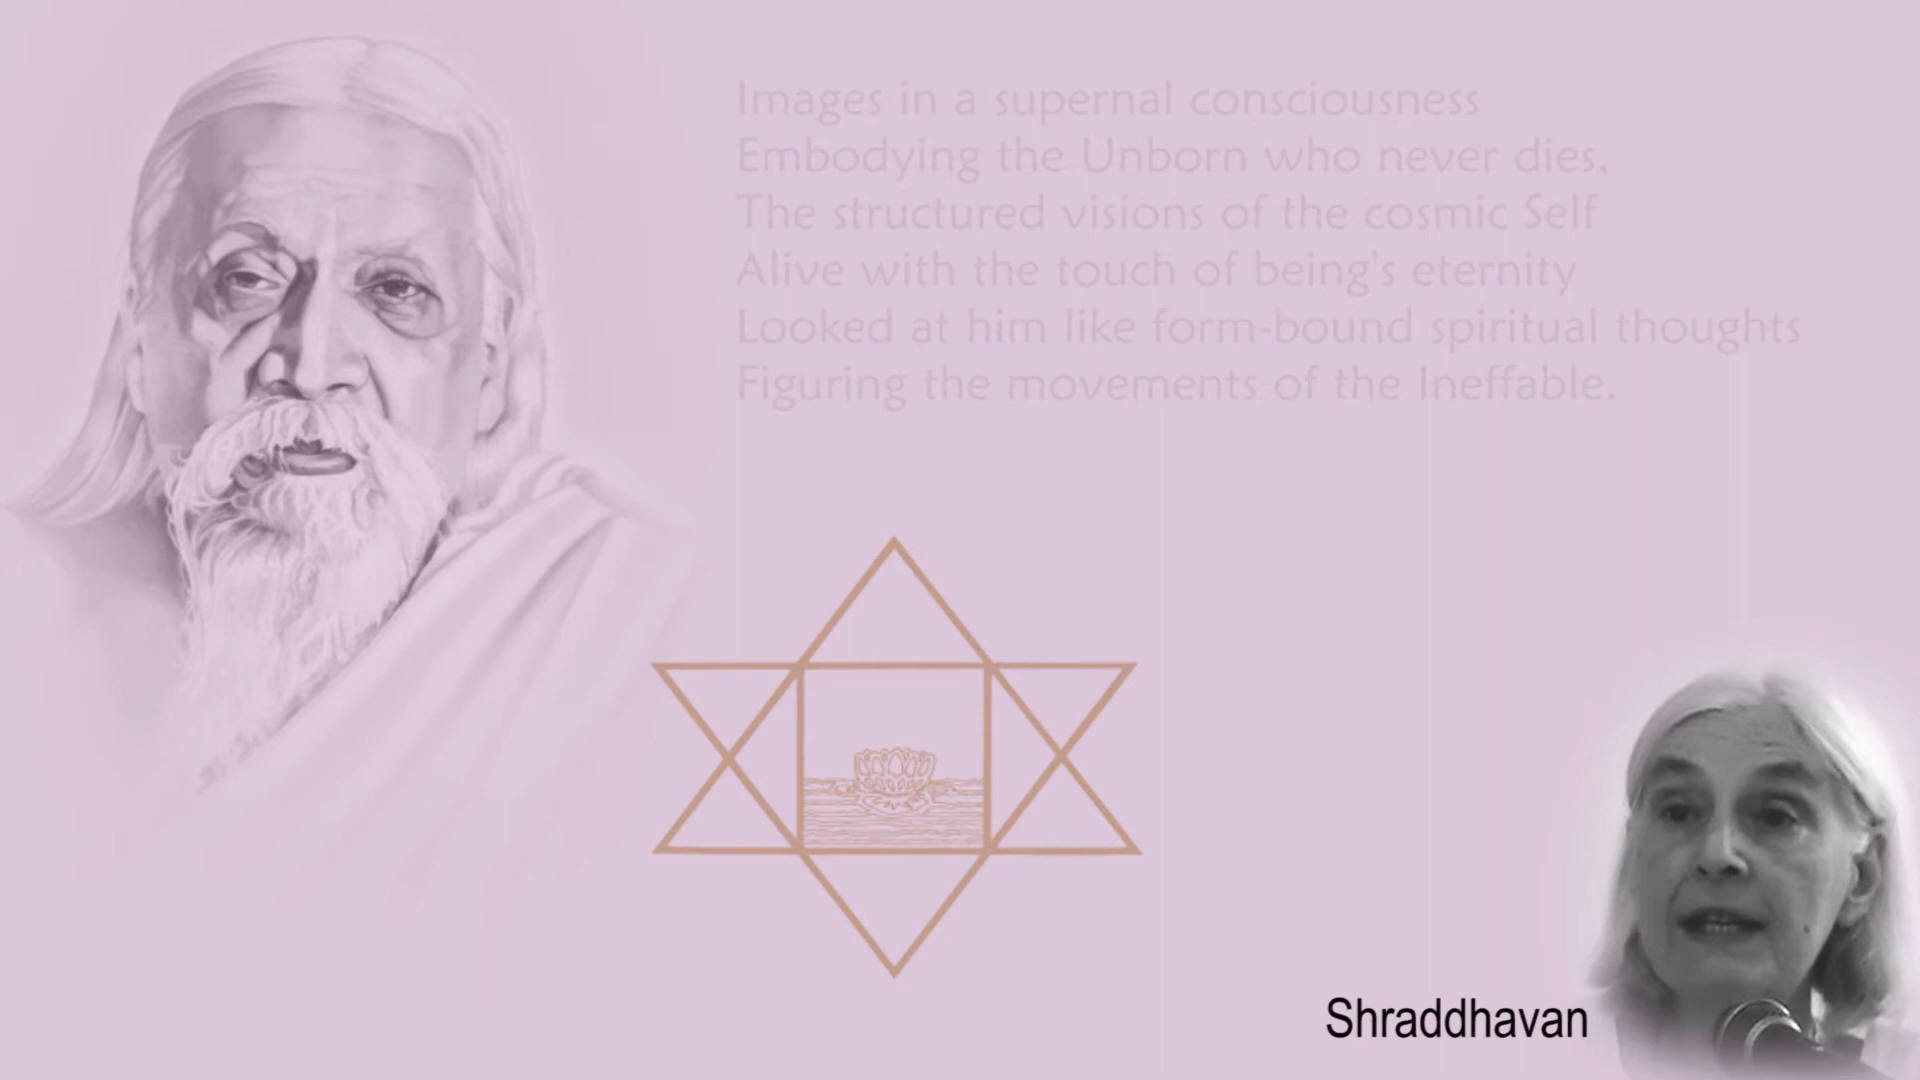 Images in a supernal consciousness
Embodying the Unborn who never dies,
The structured visions of the cosmic Self
Alive with the touch of being's eternity
Looked at him like form-bound spiritual thoughts
Figuring the movements of the Ineffable.
Shraddhavan